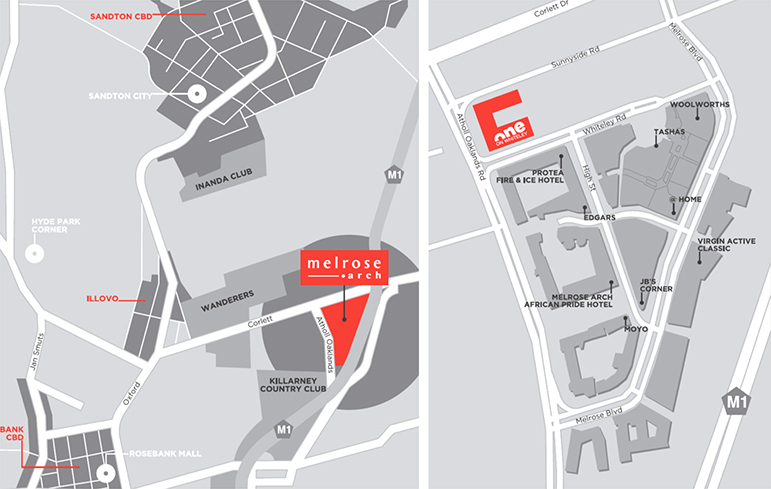 SANDTON CBD
SANDTON CITY
INANDA CLUB
M1
HYDE PARK
CORNER
melrose
arch
ILLOVO
WANDERERS
Corlett
Atholl Oaklands
Jan Smuts
Oxford
KILLARNEY
COUNTRY CLUB
M1
BANK
CBD
ROSEBANK MALL
Corlett Dr
Melrose Blvd
Sunnyside Rd
one
ON WHITELEY
Atholl Oaklands Rd
Whiteley Rd
WOOLWORTHS
TASHAS
PROTEA
FIRE & ICE HOTEL
High St
@ HOME
EDGARS
VIRGIN ACTIVE
CLASSIC
MELROSE ARCH
AFRICAN PRIDE HOTEL
JB'S
CORNER
MOYO
M1
Melrose Blvd